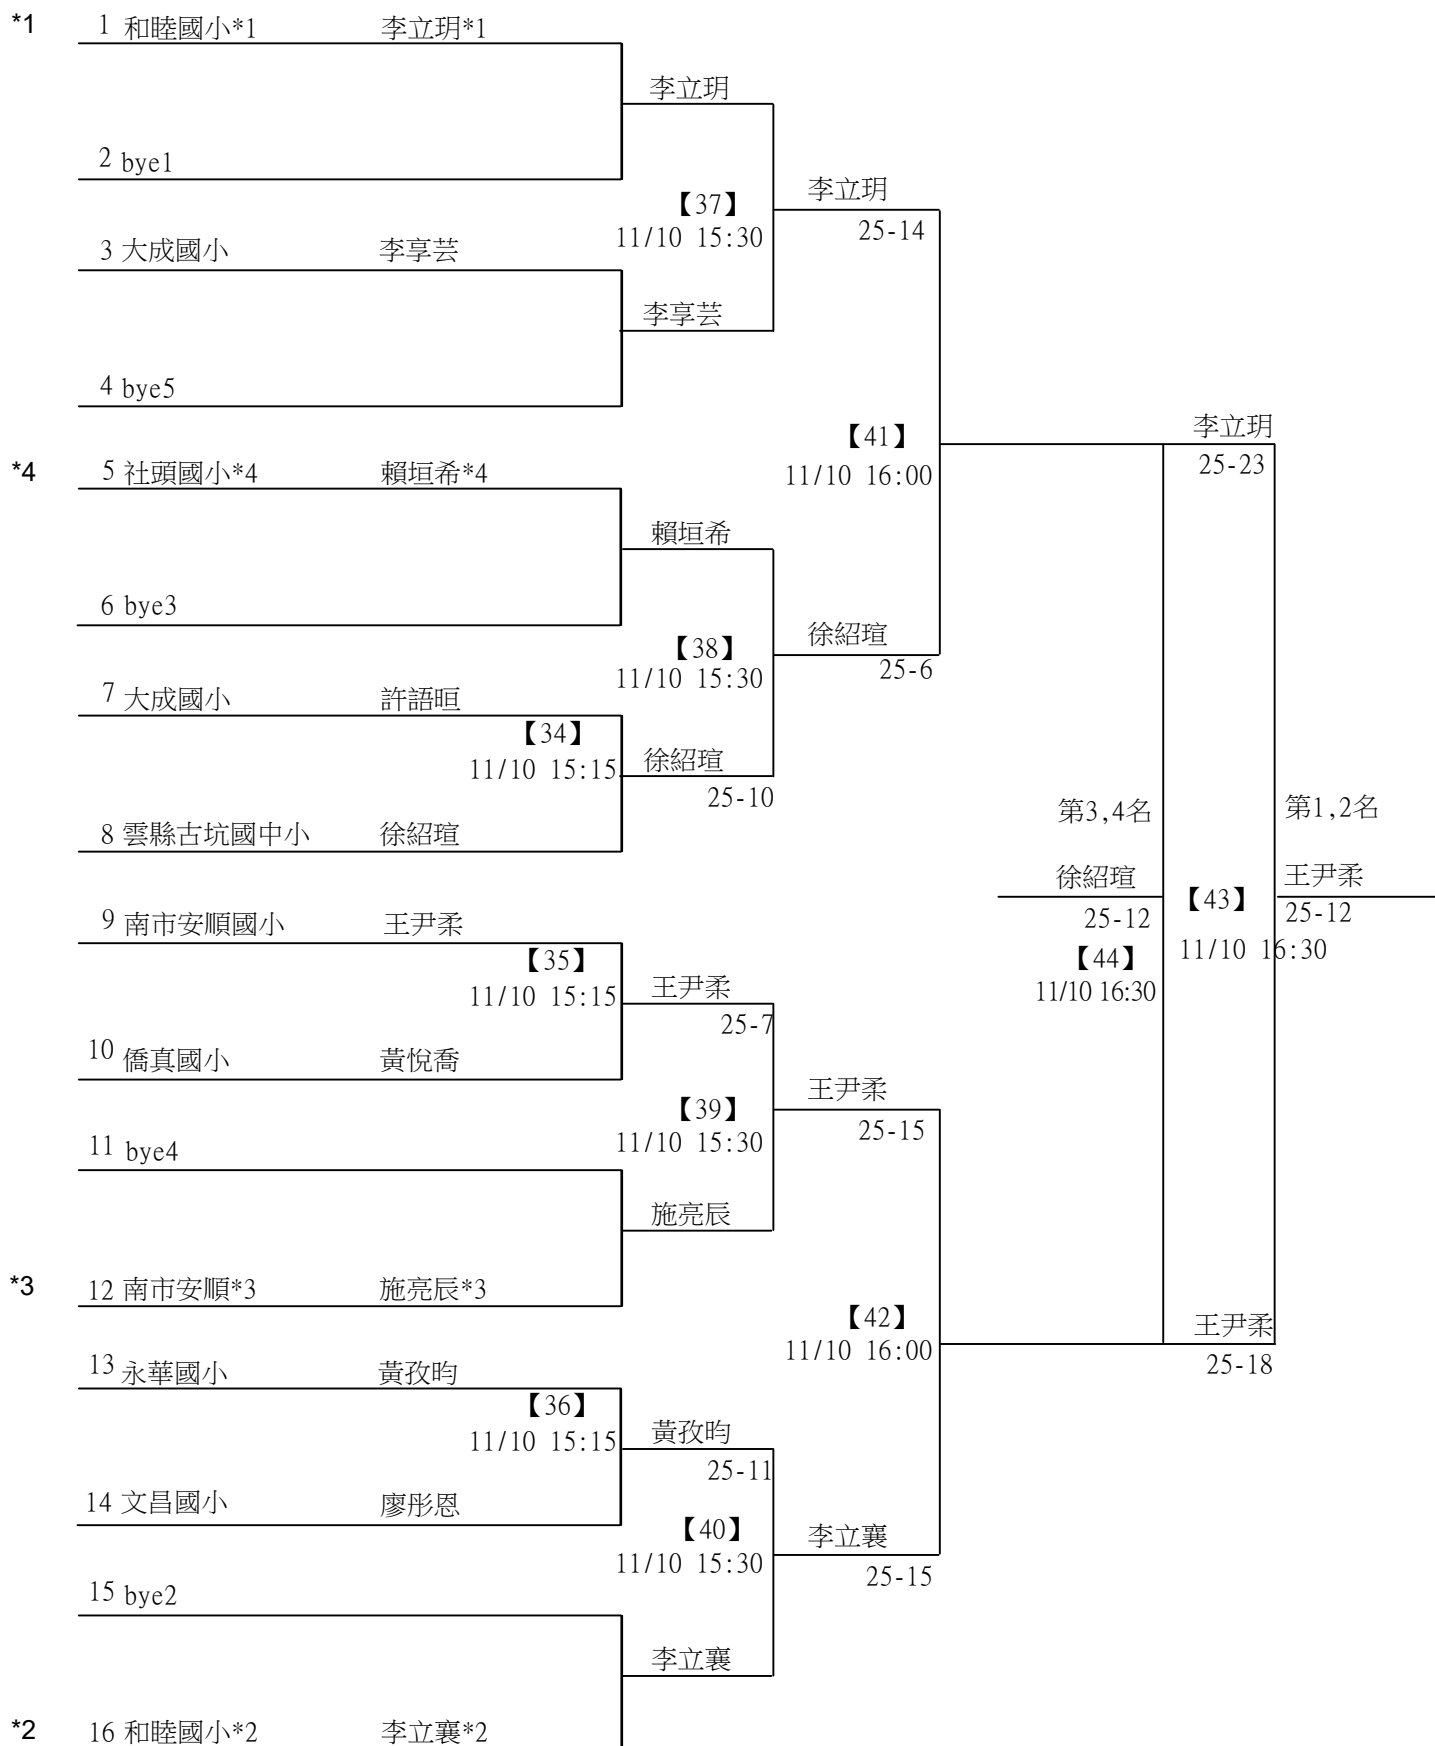 *1 1 和睦國小*1 李立玥*1
李立玥
2 bye1
李立玥
【37】
25-14
11/10 15:30
3 大成國小 李享芸
李享芸
4 bye5
李立玥
【41】
*4 5 社頭國小*4 賴垣希*4
25-23
11/10 16:00
賴垣希
6 bye3
徐紹瑄
【38】
25-6
11/10 15:30
7 大成國小 許語晅
【34】
徐紹瑄
11/10 15:15
25-10
第3,4名
第1,2名
8 雲縣古坑國中小 徐紹瑄
徐紹瑄
王尹柔
【43】
25-12
25-12
9 南市安順國小 王尹柔
11/10 16:30
【35】
【44】
王尹柔
11/10 15:15
11/10 16:30
25-7
10 僑真國小 黃悅喬
王尹柔
【39】
25-15
11/10 15:30
11 bye4
施亮辰
*3 12 南市安順*3 施亮辰*3
【42】
王尹柔
11/10 16:00
25-18
13 永華國小 黃孜昀
【36】
黃孜昀
11/10 15:15
25-11
14 文昌國小 廖彤恩
【40】
李立襄
11/10 15:30
25-15
15 bye2
李立襄
*2 16 和睦國小*2 李立襄*2